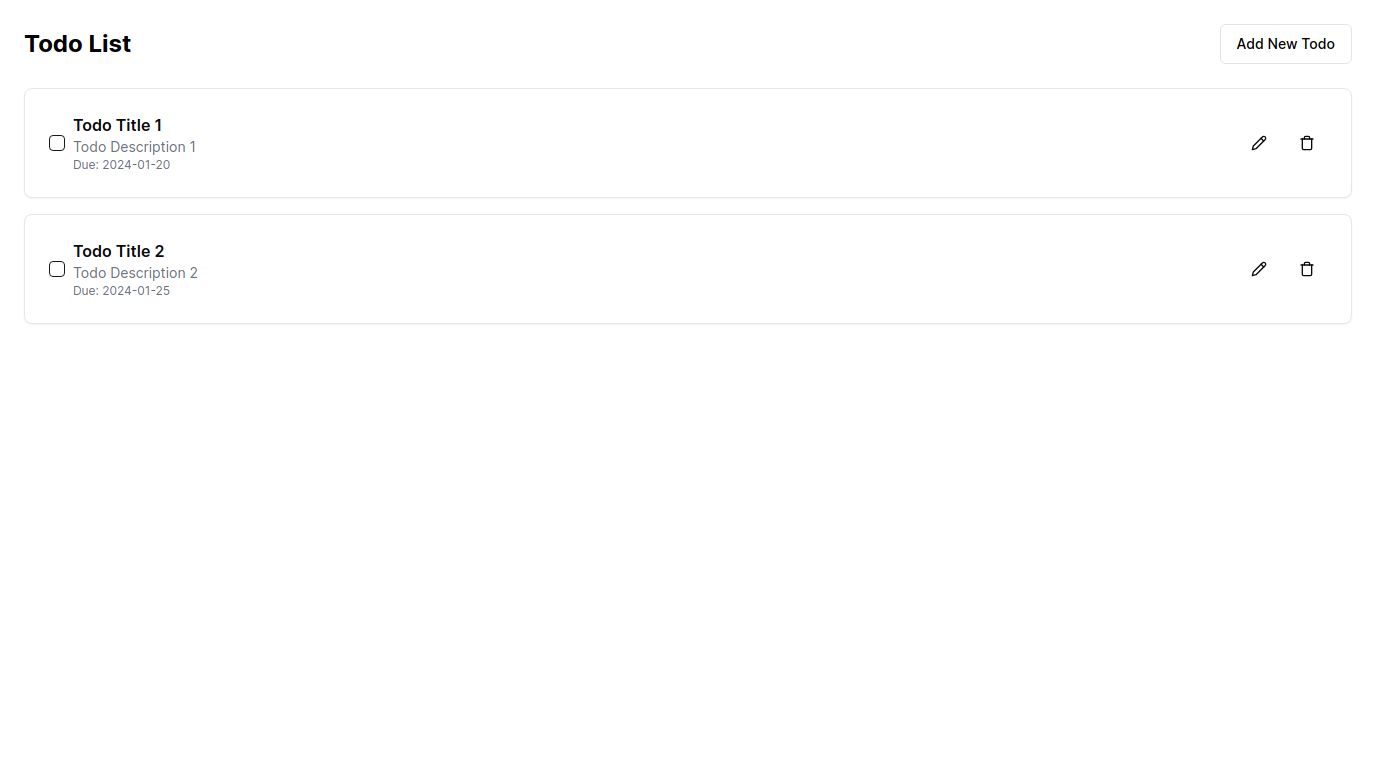 Todo List
Add New Todo
Todo Title 1
Todo Description 1
Due: 2024-01-20
Todo Title 2
Todo Description 2
Due: 2024-01-25